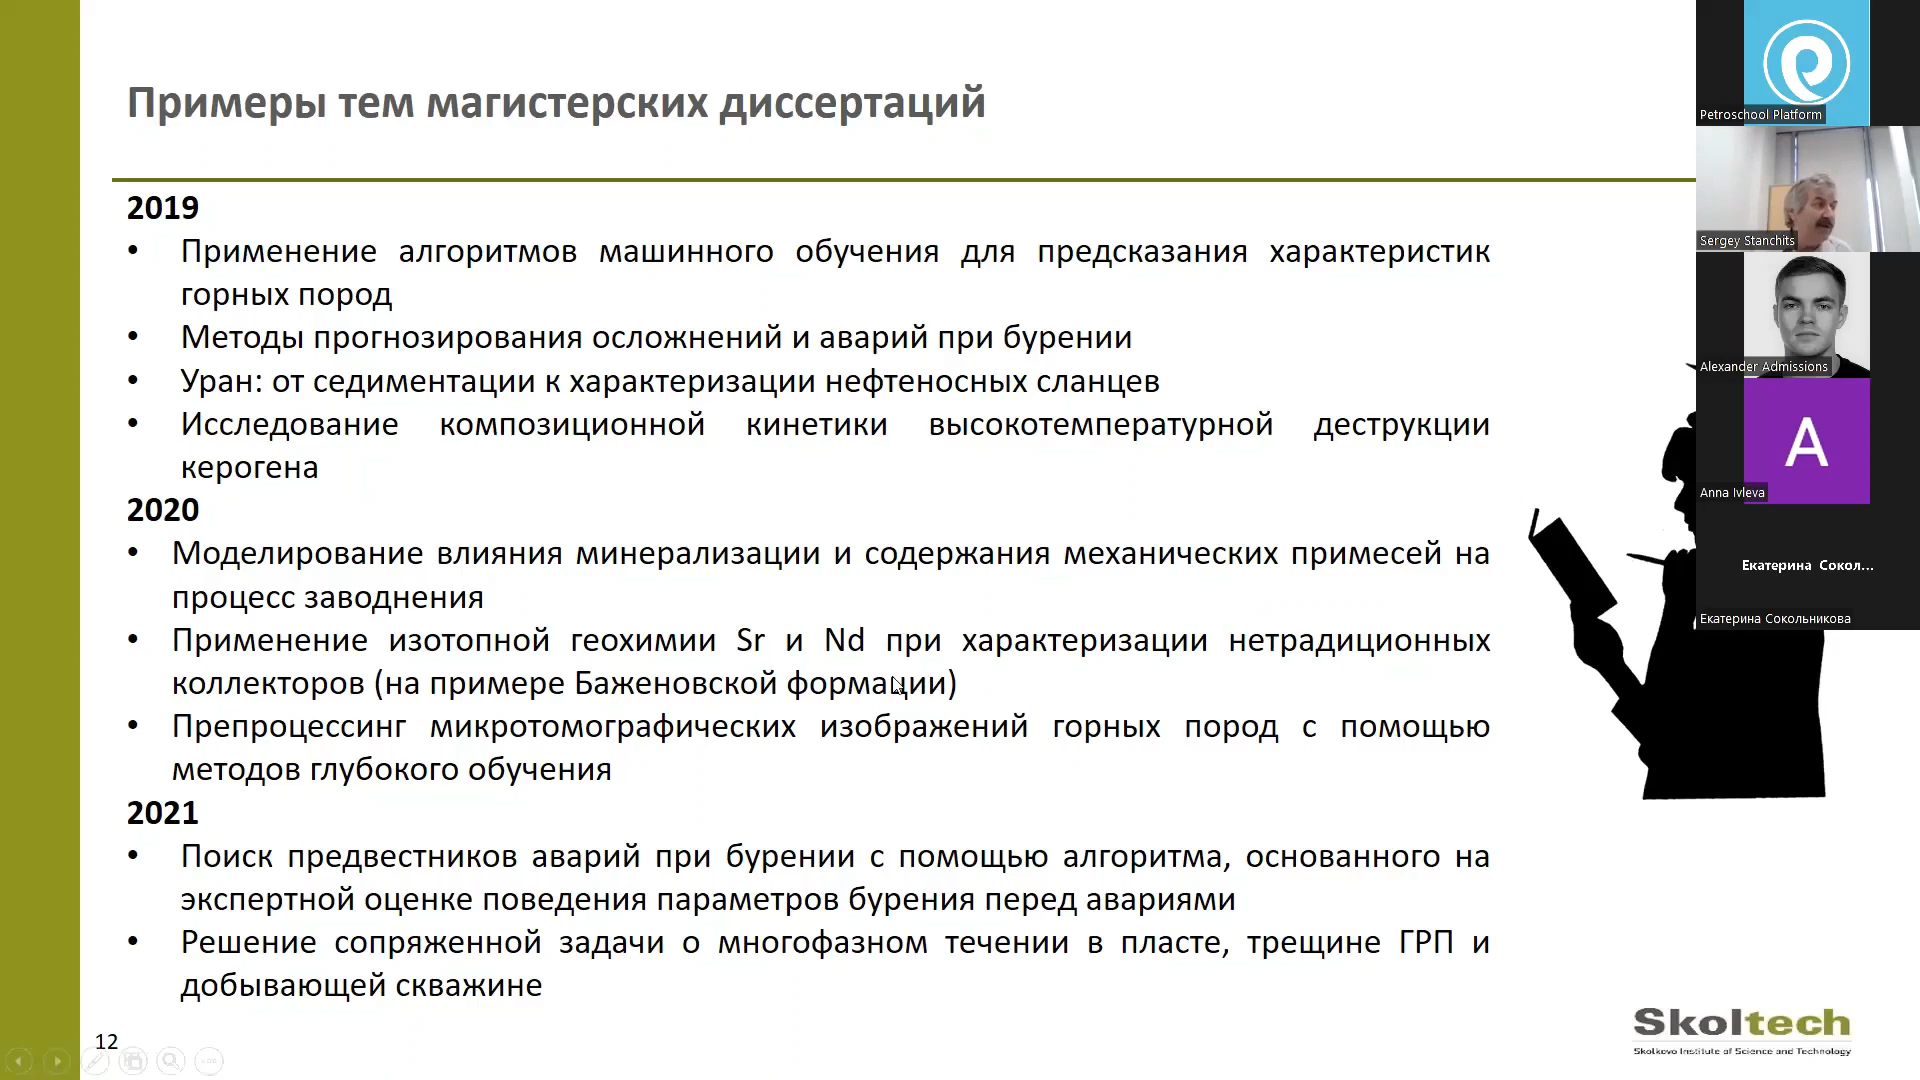 Примеры тем магистерских диссертаций
2019
• Применение алгоритмов машинного обучения для предсказания характеристик
горных пород
• Методы прогнозирования осложнений и аварий при бурении
• Уран: от седиментации к характеризации нефтеносных сланцев
• Исследование композиционной кинетики высокотемпературной деструкции
керогена
2020
• Моделирование влияния минерализации и содержания механических примесей на
процесс заводнения
• Применение изотопной геохимии Sr и Nd при характеризации нетрадиционных
коллекторов (на примере Баженовской формации)
• Препроцессинг микротомографических изображений горных пород с помощью
методов глубокого обучения
2021
• Поиск предвестников аварий при бурении с помощью алгоритма, основанного на
экспертной оценке поведения параметров бурения перед авариями
• Решение сопряженной задачи о многофазном течении в пласте, трещине ГРП и
добывающей скважине
12
Skoltech
Skolkovo Institute of Science and Technology
Petroschool Platform
Sergey Stanchits
Alexander Admissions
A
Anna Ivleva
Екатерина Сокол...
Екатерина Сокольникова